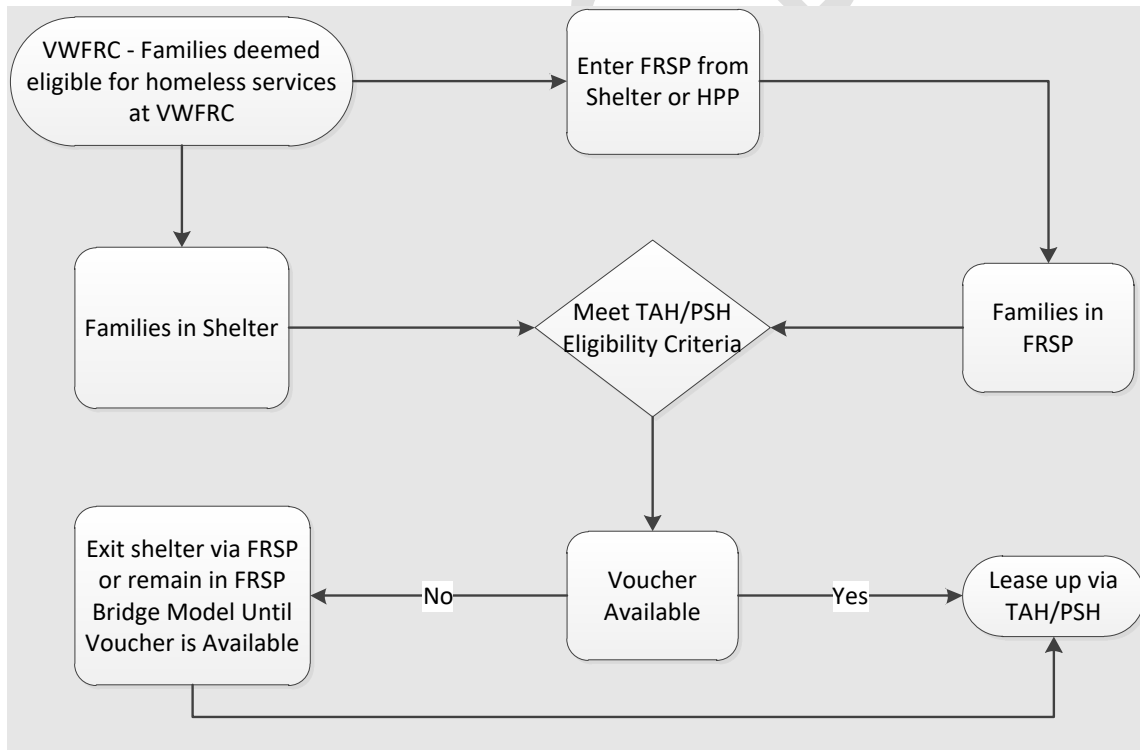 VWFRC - Families deemed
eligible for homeless services
at VWFRC
Enter FRSP from
Shelter or HPP
Families in Shelter
Meet TAH/PSH
Eligibility Criteria
Families in
FRSP
Exit shelter via FRSP
or remain in FRSP
Bridge Model Until
Voucher is Available
No
Voucher
Available
Yes
Lease up via
TAH/PSH